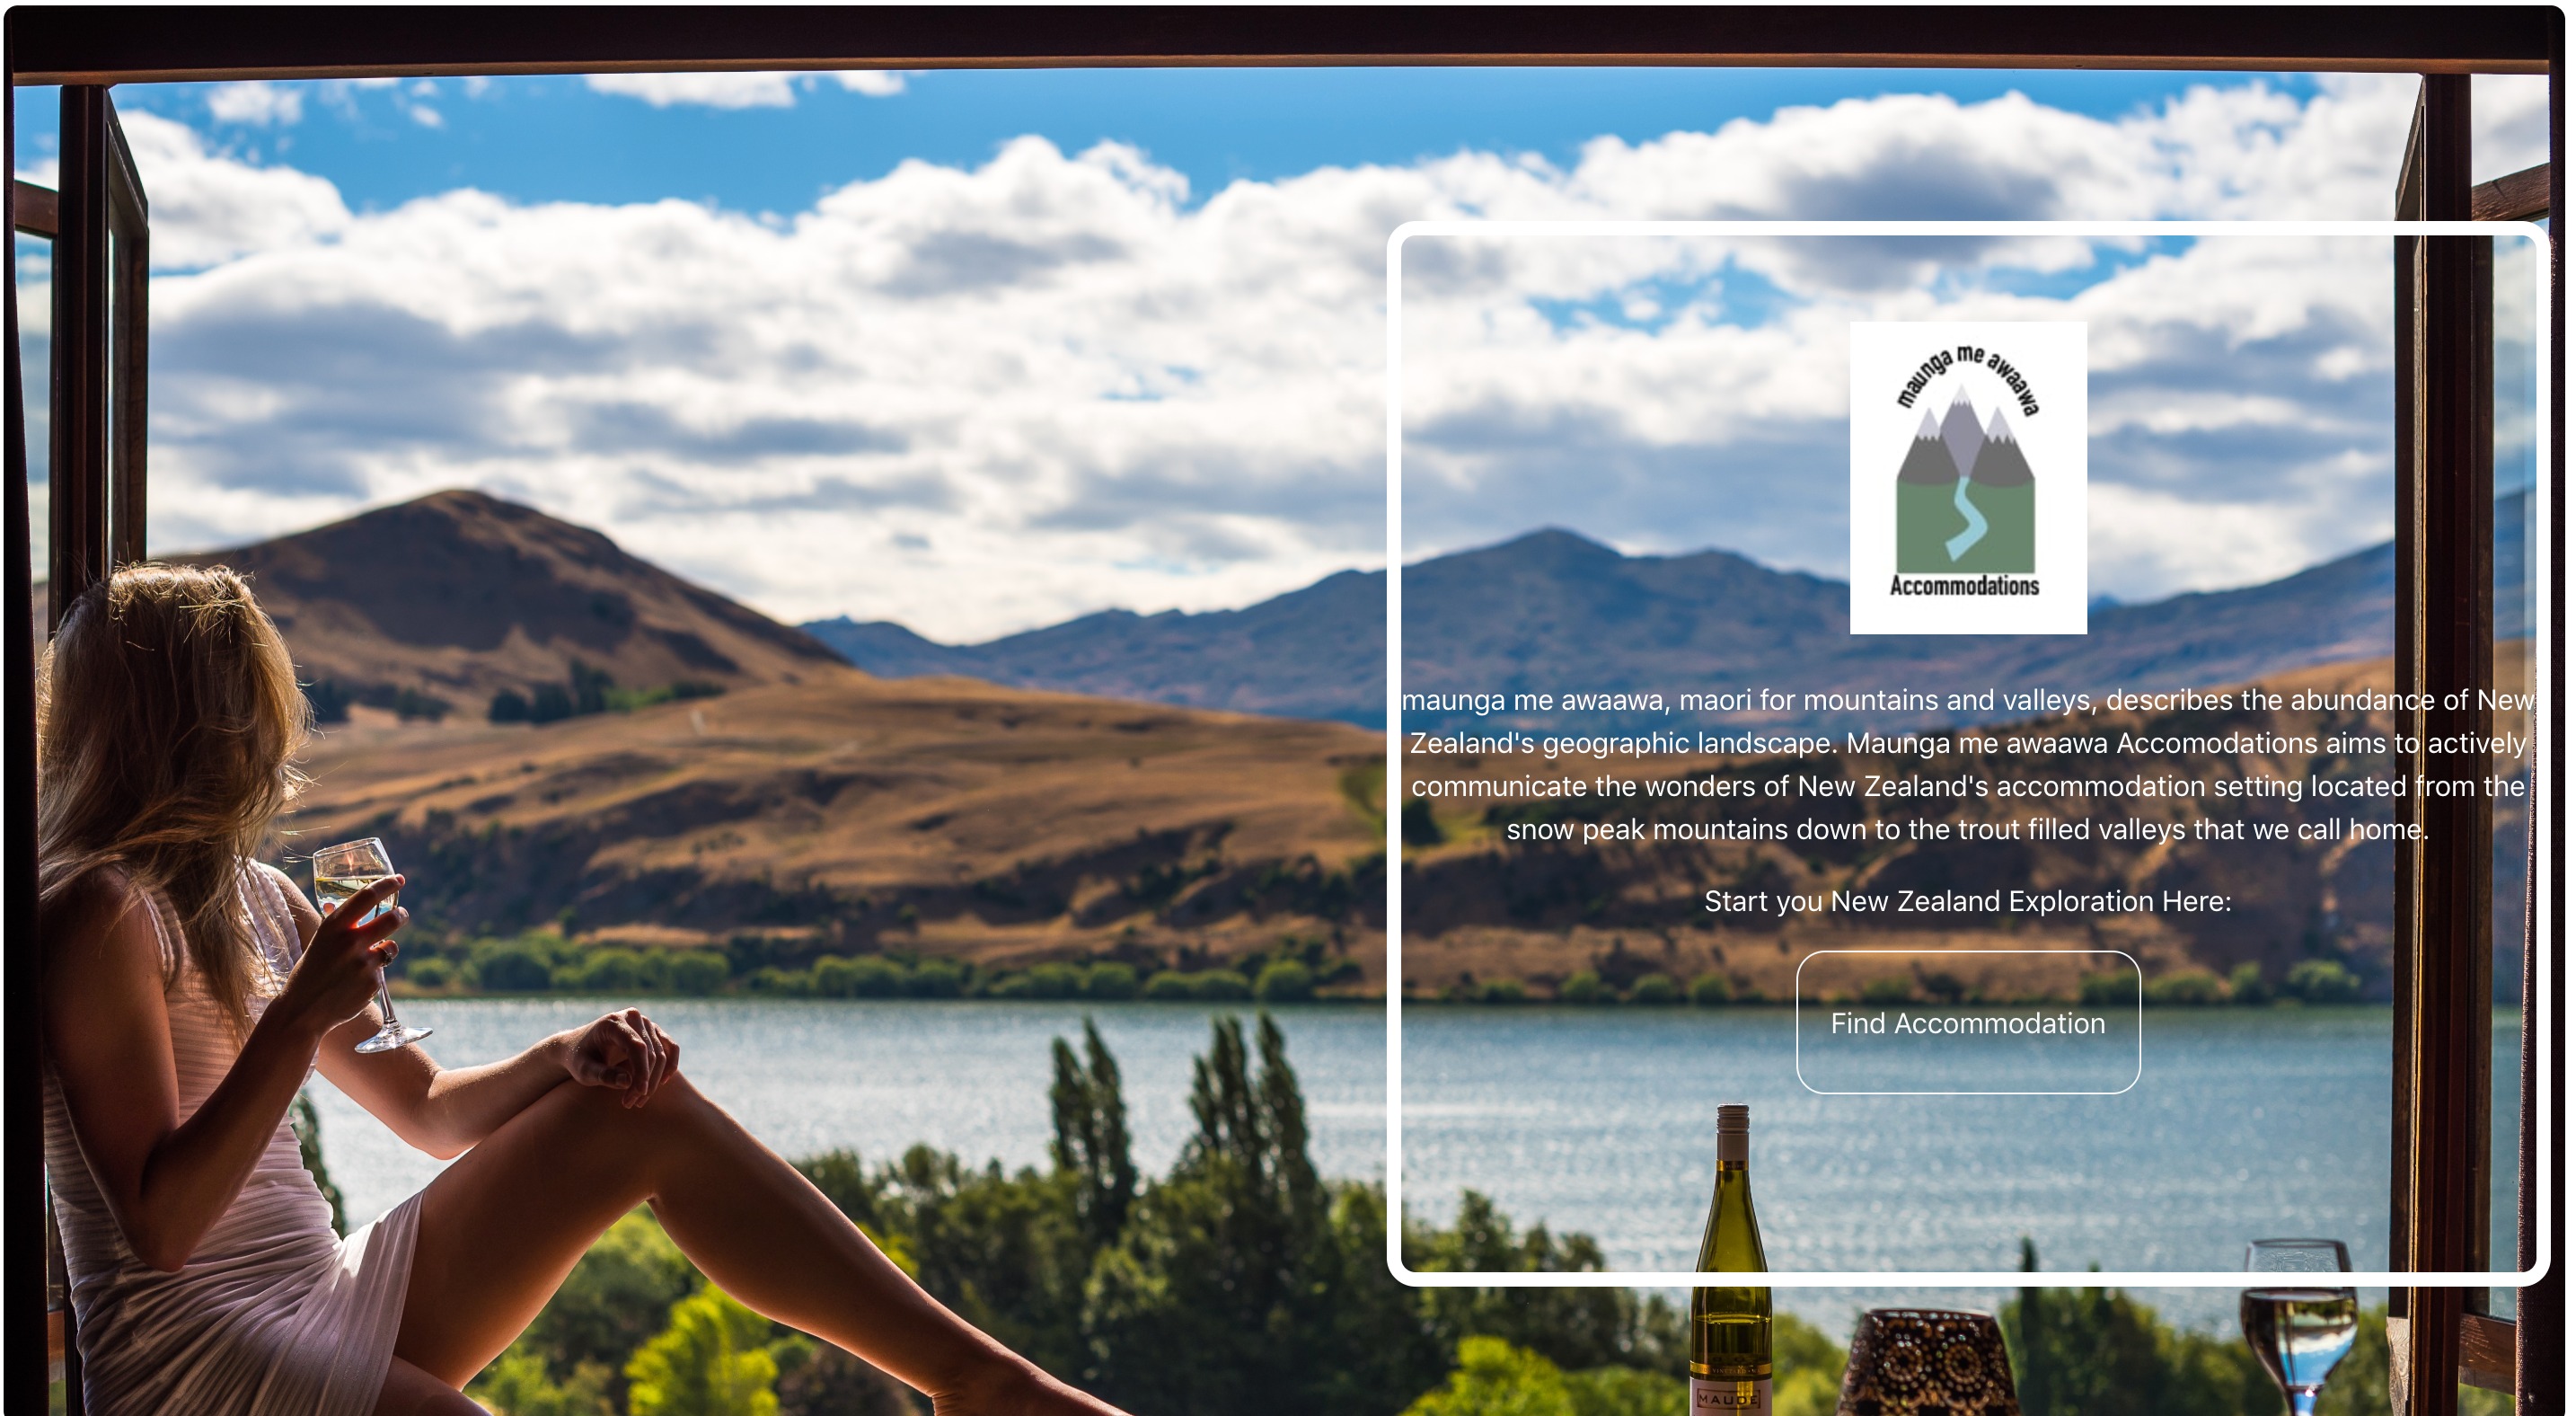 maunga me awaawa
Accommodations
maunga me awaawa, maori for mountains and valleys, describes the abundance of New
Zealand's geographic landscape. Maunga me awaawa Accomodations aims to actively
communicate the wonders of New Zealand's accommodation setting located from the
snow peak mountains down to the trout filled valleys that we call home.
Start you New Zealand Exploration Here:
Find Accommodation
MAUDE